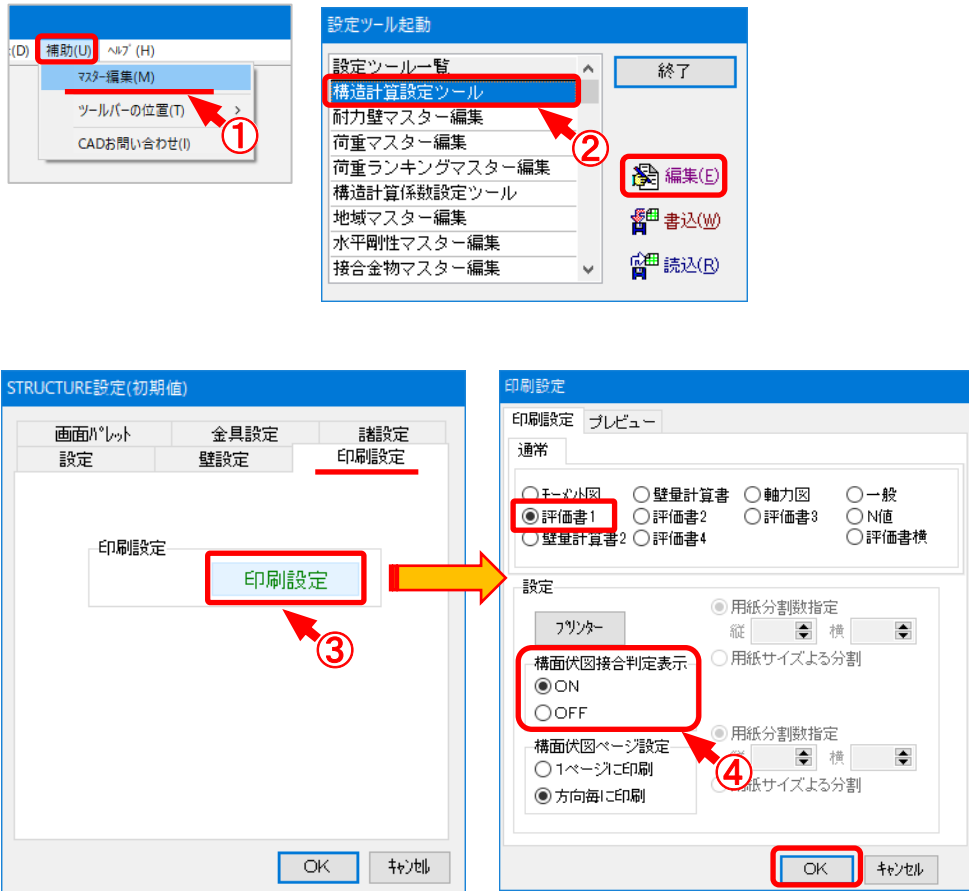 :(D) 補助(U) ﾍﾙﾌﾟ(H)
ﾏｽﾀｰ編集(M)
ツールバーの位置(T)
CADお問い合わせ(I)
①
設定ツール起動
設定ツール一覧
構造計算設定ツール
耐力壁マスター編集
荷重マスター編集
荷重ランキングマスター編集
構造計算係数設定ツール
地域マスター編集
水平剛性マスター編集
接合金物マスター編集
②
終了
編集(E)
書込(W)
読込(R)
STRUCTURE設定(初期値)
画面ﾊﾟﾚｯﾄ 金具設定 諸設定
設定 壁設定 印刷設定
印刷設定
印刷設定
③
OK ｷｬﾝｾﾙ
印刷設定
印刷設定 プレビュー
通常
ﾓｰﾒﾝﾄ図 壁量計算書 軸力図 一般
評価書1 評価書2 評価書3 N値
壁量計算書2 評価書4 評価書横
設定
ﾌﾟﾘﾝﾀｰ
用紙分割数指定
縦 横
用紙サイズよる分割
構面伏図接合判定表示
ON
OFF
構面伏図ページ設定
1ページに印刷
方向毎に印刷
用紙分割数指定
横
用紙サイズよる分割
④
OK ｷｬﾝｾﾙ